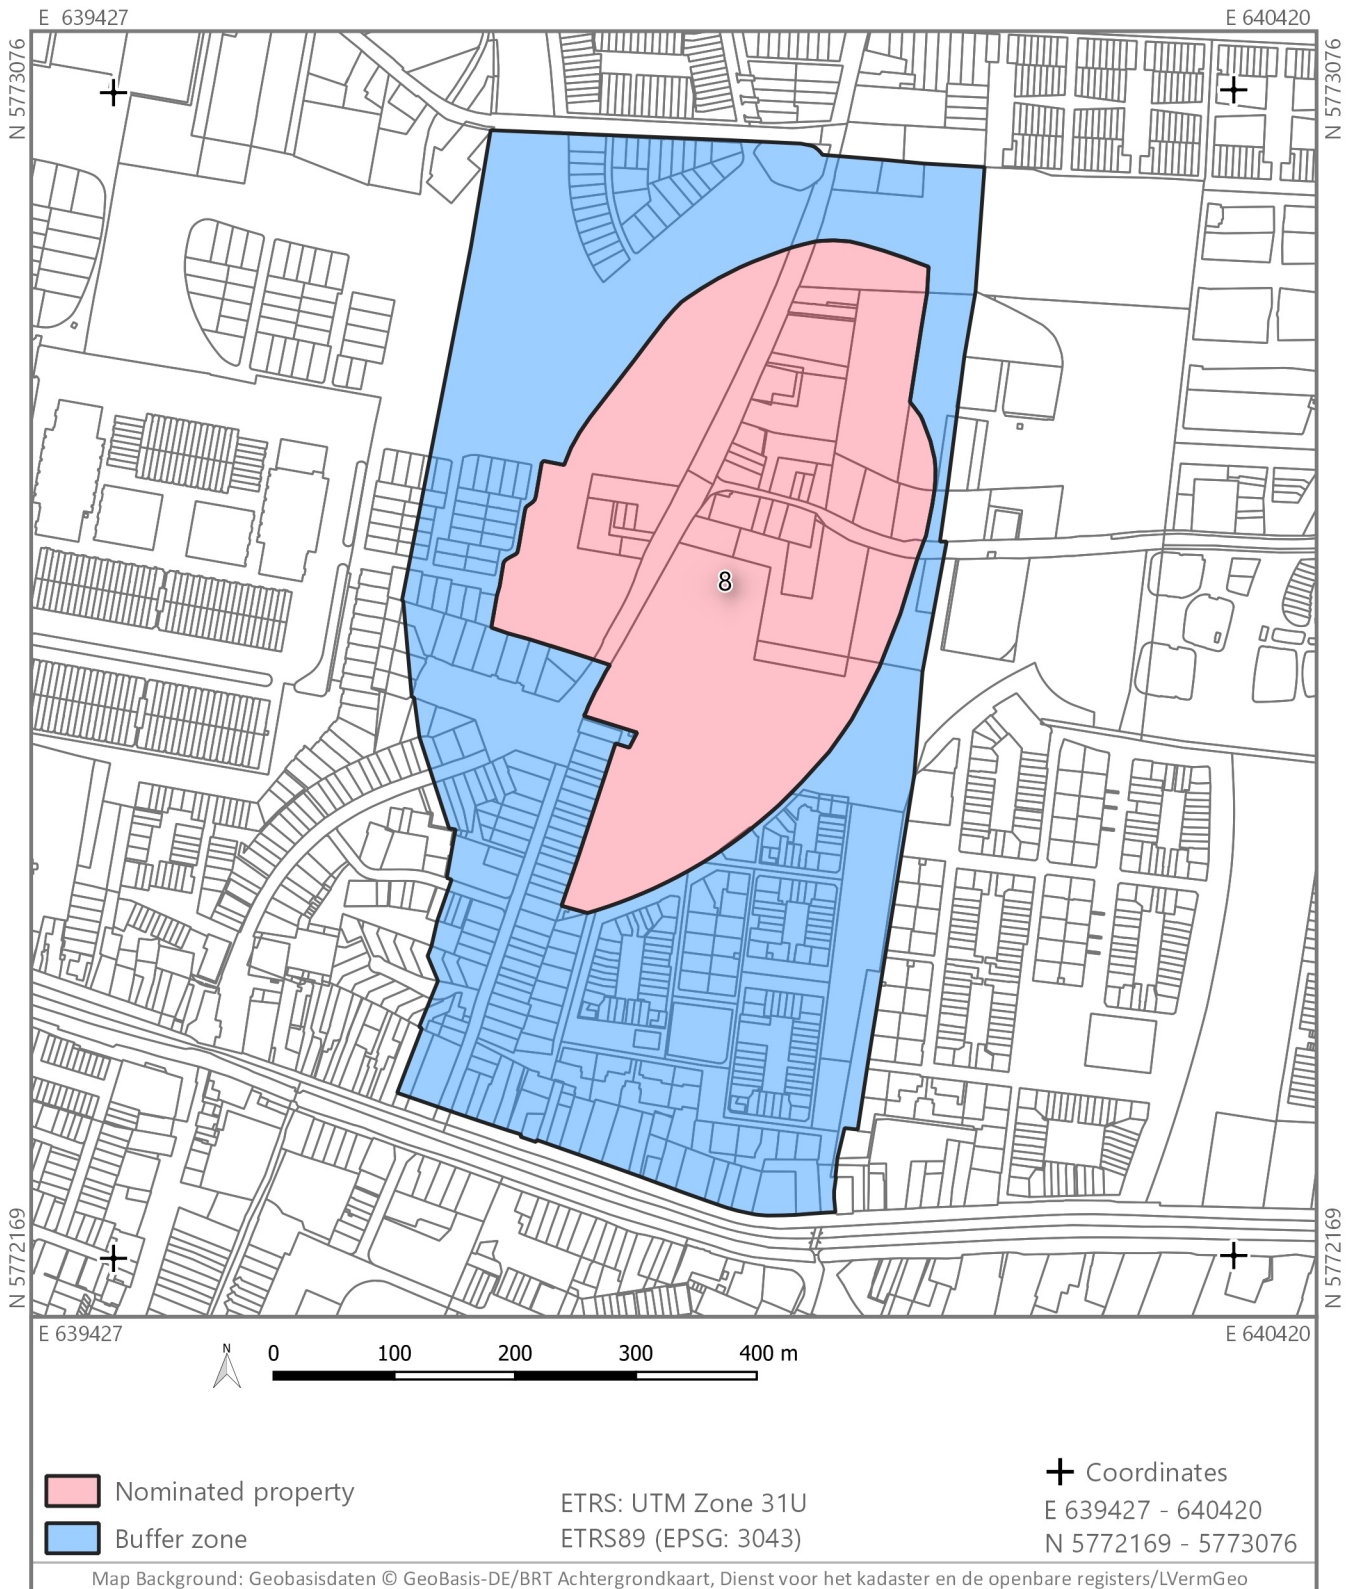 E 639427
E 640420
N 5773076
N 5773076
8
N 5772169
N 5772169
E 639427
E 640420
N
0 100 200 300 400 m
Nominated property
Buffer zone
ETRS: UTM Zone 31U
ETRS89 (EPSG: 3043)
Coordinates
E 639427 - 640420
N 5772169 - 5773076
Map Background: Geobasisdaten © GeoBasis-DE/BRT Achtergrondkaart, Dienst voor het kadaster en de openbare registers/LVermGeo